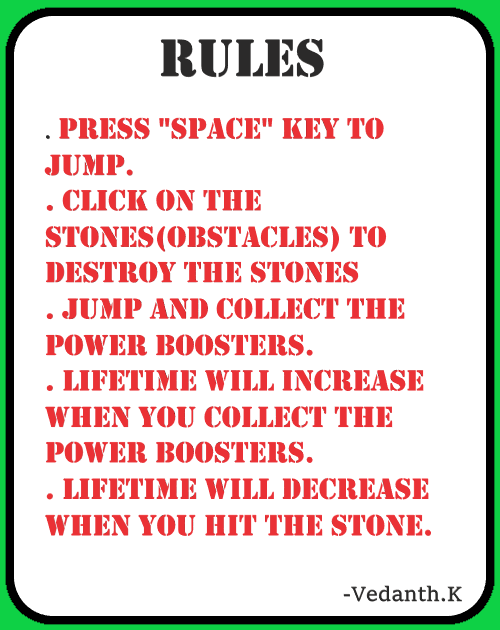 RULES
. PRESS "SPACE" KEY TO
JUMP.
. CLICK ON THE
STONES(OBSTACLES) TO
DESTROY THE STONES
. JUMP AND COLLECT THE
POWER BOOSTERS.
. LIFETIME WILL INCREASE
WHEN YOU COLLECT THE
POWER BOOSTERS.
. LIFETIME WILL DECREASE
WHEN YOU HIT THE STONE.
-Vedanth.K